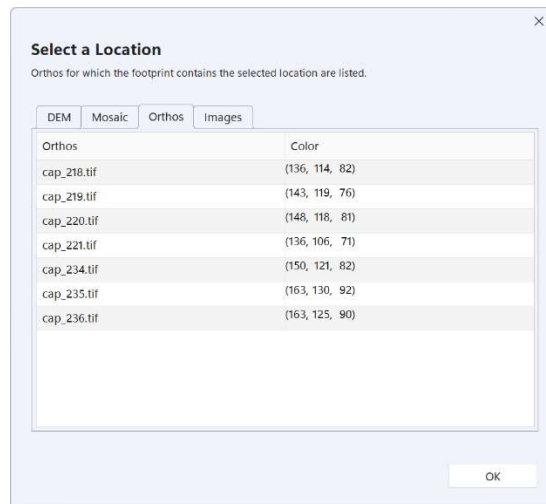 Select a Location
Orthos for which the footprint contains the selected location are listed.
DEM Mosaic Orthos Images
Orthos Color
cap_218.tif (136, 114, 82)
cap_219.tif (143, 119, 76)
cap_220.tif (148, 118, 81)
cap_221.tif (136, 106, 71)
cap_234.tif (150, 121, 82)
cap_235.tif (163, 130, 92)
cap_236.tif (163, 125, 90)
OK